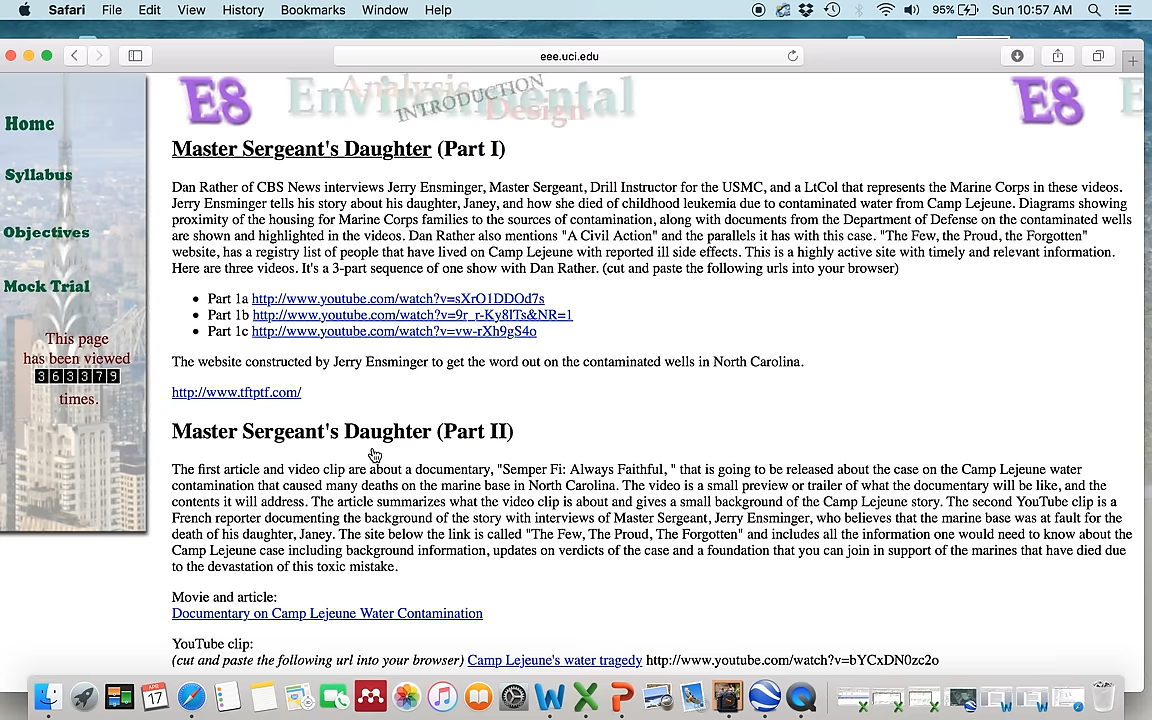 Safari File Edit View History Bookmarks Window Help 95% Sun 10:57 AM
eee.uci.edu
E8 Environmental Analysis Design INTRODUCTION E8 E
Home
Syllabus
Objectives
Mock Trial
This page
has been viewed
363379
times.
Master Sergeant's Daughter (Part I)
Dan Rather of CBS News interviews Jerry Ensminger, Master Sergeant, Drill Instructor for the USMC, and a LtCol that represents the Marine Corps in these videos.
Jerry Ensminger tells his story about his daughter, Janey, and how she died of childhood leukemia due to contaminated water from Camp Lejeune. Diagrams showing
proximity of the housing for Marine Corps families to the sources of contamination, along with documents from the Department of Defense on the contaminated wells
are shown and highlighted in the videos. Dan Rather also mentions "A Civil Action" and the parallels it has with this case. "The Few, the Proud, the Forgotten"
website, has a registry list of people that have lived on Camp Lejeune with reported ill side effects. This is a highly active site with timely and relevant information.
Here are three videos. It's a 3-part sequence of one show with Dan Rather. (cut and paste the following urls into your browser)
Part 1a http://www.youtube.com/watch?v=sXrO1DDOd7s
Part 1b http://www.youtube.com/watch?v=9r_r-Ky8ITs&NR=1
Part 1c http://www.youtube.com/watch?v=vw-rXh9gS4o
The website constructed by Jerry Ensminger to get the word out on the contaminated wells in North Carolina.
http://www.tftptf.com/
Master Sergeant's Daughter (Part II)
The first article and video clip are about a documentary, "Semper Fi: Always Faithful, " that is going to be released about the case on the Camp Lejeune water
contamination that caused many deaths on the marine base in North Carolina. The video is a small preview or trailer of what the documentary will be like, and the
contents it will address. The article summarizes what the video clip is about and gives a small background of the Camp Lejeune story. The second YouTube clip is a
French reporter documenting the background of the story with interviews of Master Sergeant, Jerry Ensminger, who believes that the marine base was at fault for the
death of his daughter, Janey. The site below the link is called "The Few, The Proud, The Forgotten" and includes all the information one would need to know about the
Camp Lejeune case including background information, updates on verdicts of the case and a foundation that you can join in support of the marines that have died due
to the devastation of this toxic mistake.
Movie and article:
Documentary on Camp Lejeune Water Contamination
YouTube clip:
(cut and paste the following url into your browser) Camp Lejeune's water tragedy http://www.youtube.com/watch?v=bYCxDN0zc2o
APR
17